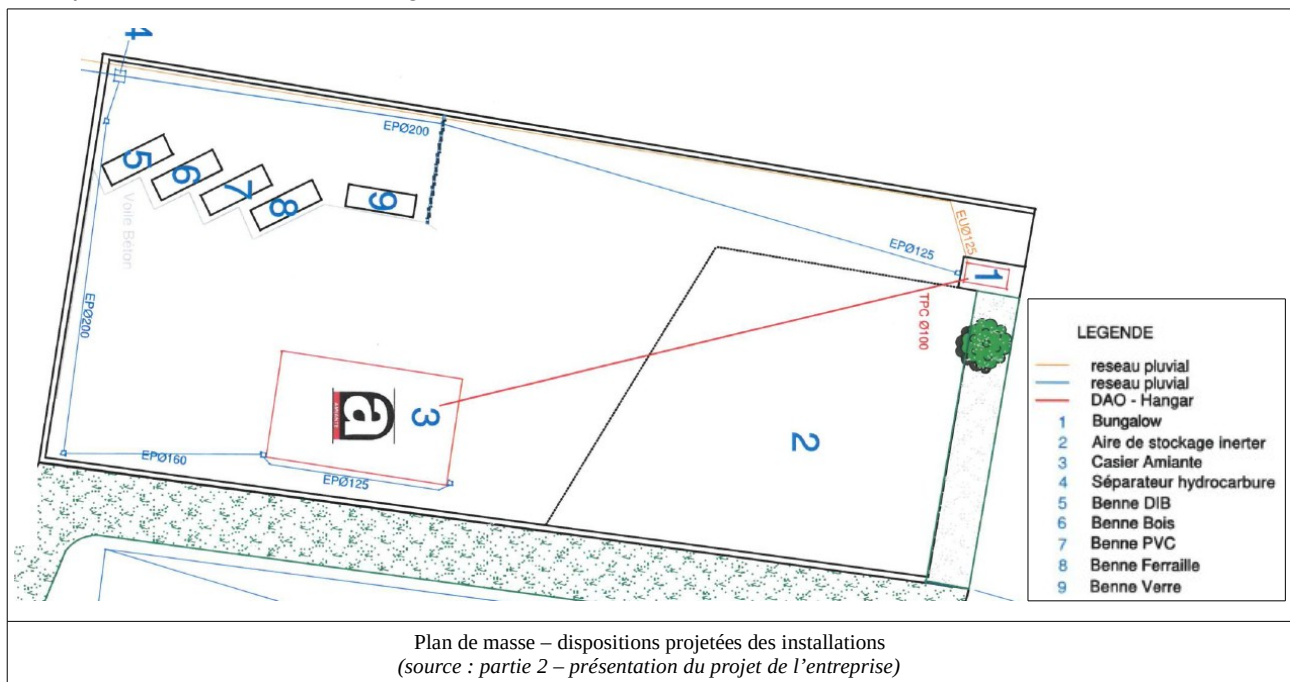 4
EPØ200
5
6
7
8
9
Voile Beton
EPØ200
EUØ125
EPØ125
1
TPC Ø100
a
AMIANTE
3
2
EPØ160
EPØ125
LEGENDE
reseau pluvial
reseau pluvial
DAO - Hangar
1 Bungalow
2 Aire de stockage inerter
3 Casier Amiante
4 Séparateur hydrocarbure
5 Benne DIB
6 Benne Bois
7 Benne PVC
8 Benne Ferraille
9 Benne Verre
Plan de masse – dispositions projetées des installations
(source : partie 2 – présentation du projet de l’entreprise)